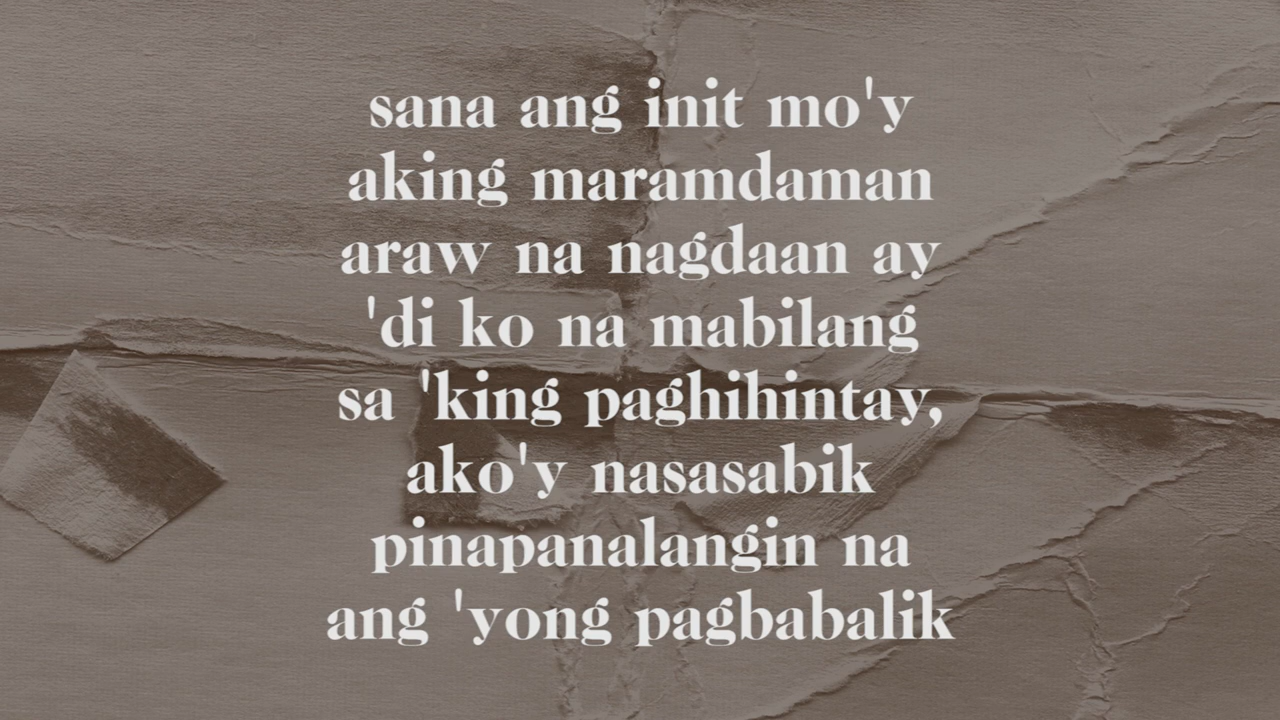 sana ang init mo'y
aking maramdaman
araw na nagdaan ay
'di ko na mabilang
sa 'king paghihintay,
ako'y nasasabik
pinapanalangin na
ang 'yong pagbabalik